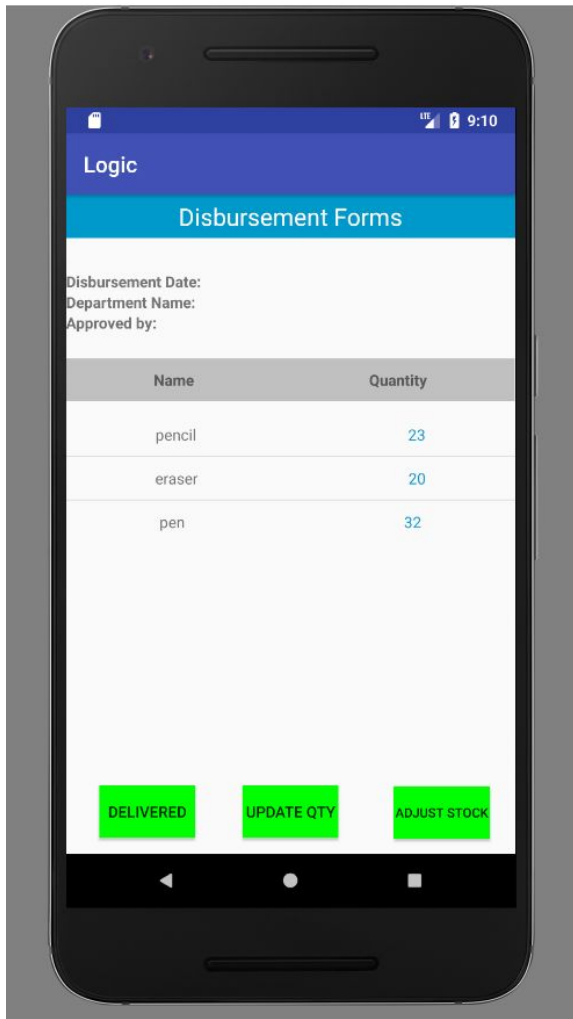 LTE 9:10
Logic
Disbursement Forms
Disbursement Date:
Department Name:
Approved by:
Name Quantity
pencil 23
eraser 20
pen 32
DELIVERED UPDATE QTY ADJUST STOCK